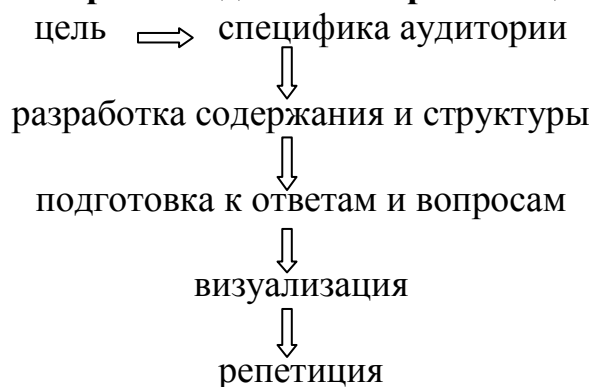 цель специфика аудитории
разработка содержания и структуры
подготовка к ответам и вопросам
визуализация
репетиция